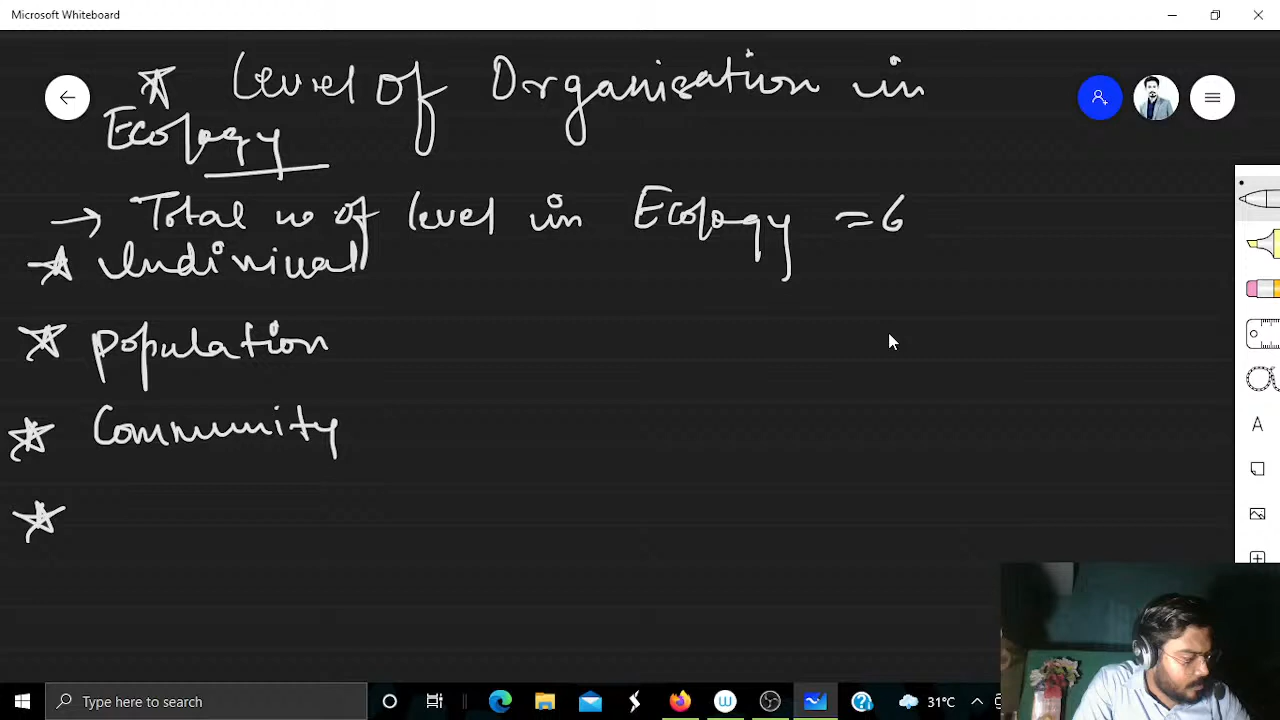 Microsoft Whiteboard
Level of Organisation in
Ecology
→ Total no of level in Ecology = 6
Population
Community
A
Type here to search
31°C